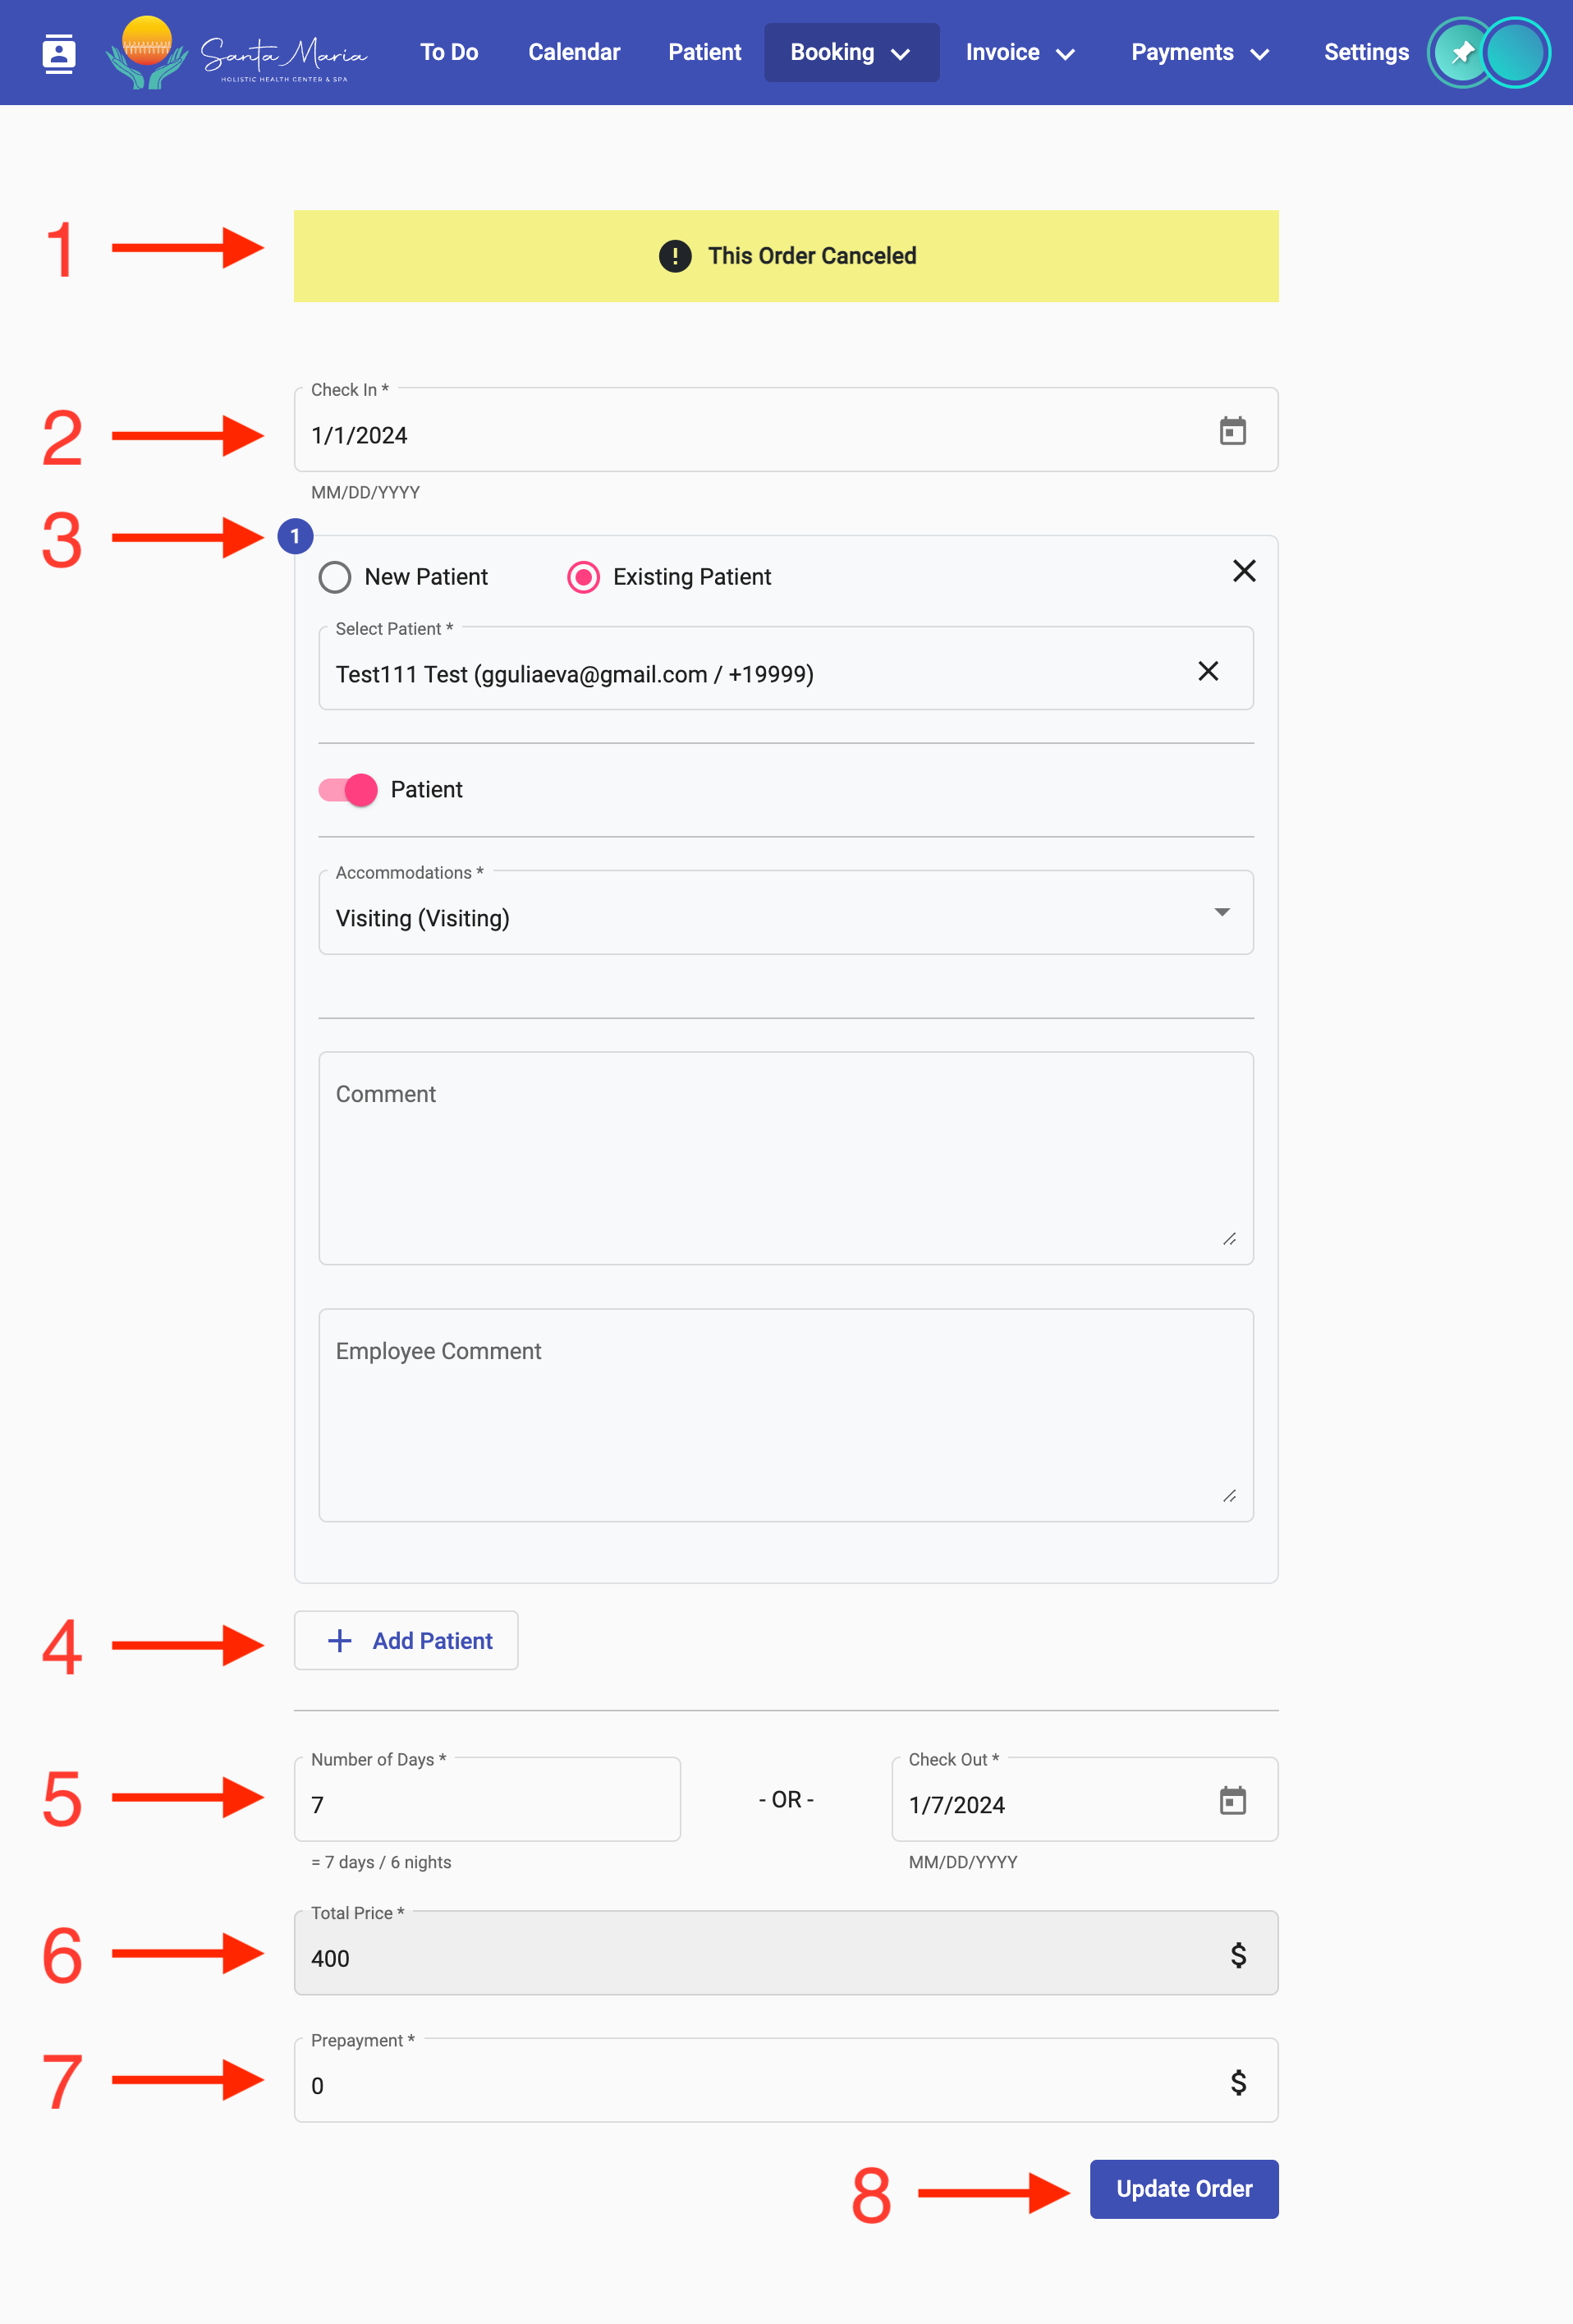 Santa Maria
HOLISTIC HEALTH CENTER & SPA
To Do
Calendar
Patient
Booking
Invoice
Payments
Settings
1
This Order Canceled
2
Check In *
1/1/2024
MM/DD/YYYY
3
1
New Patient
Existing Patient
Select Patient *
Test111 Test (gguliaeva@gmail.com / +19999)
Patient
Accommodations *
Visiting (Visiting)
Comment
Employee Comment
4
+ Add Patient
5
Number of Days *
7
= 7 days / 6 nights
- OR -
Check Out *
1/7/2024
MM/DD/YYYY
6
Total Price *
400
$
7
Prepayment *
0
$
8
Update Order